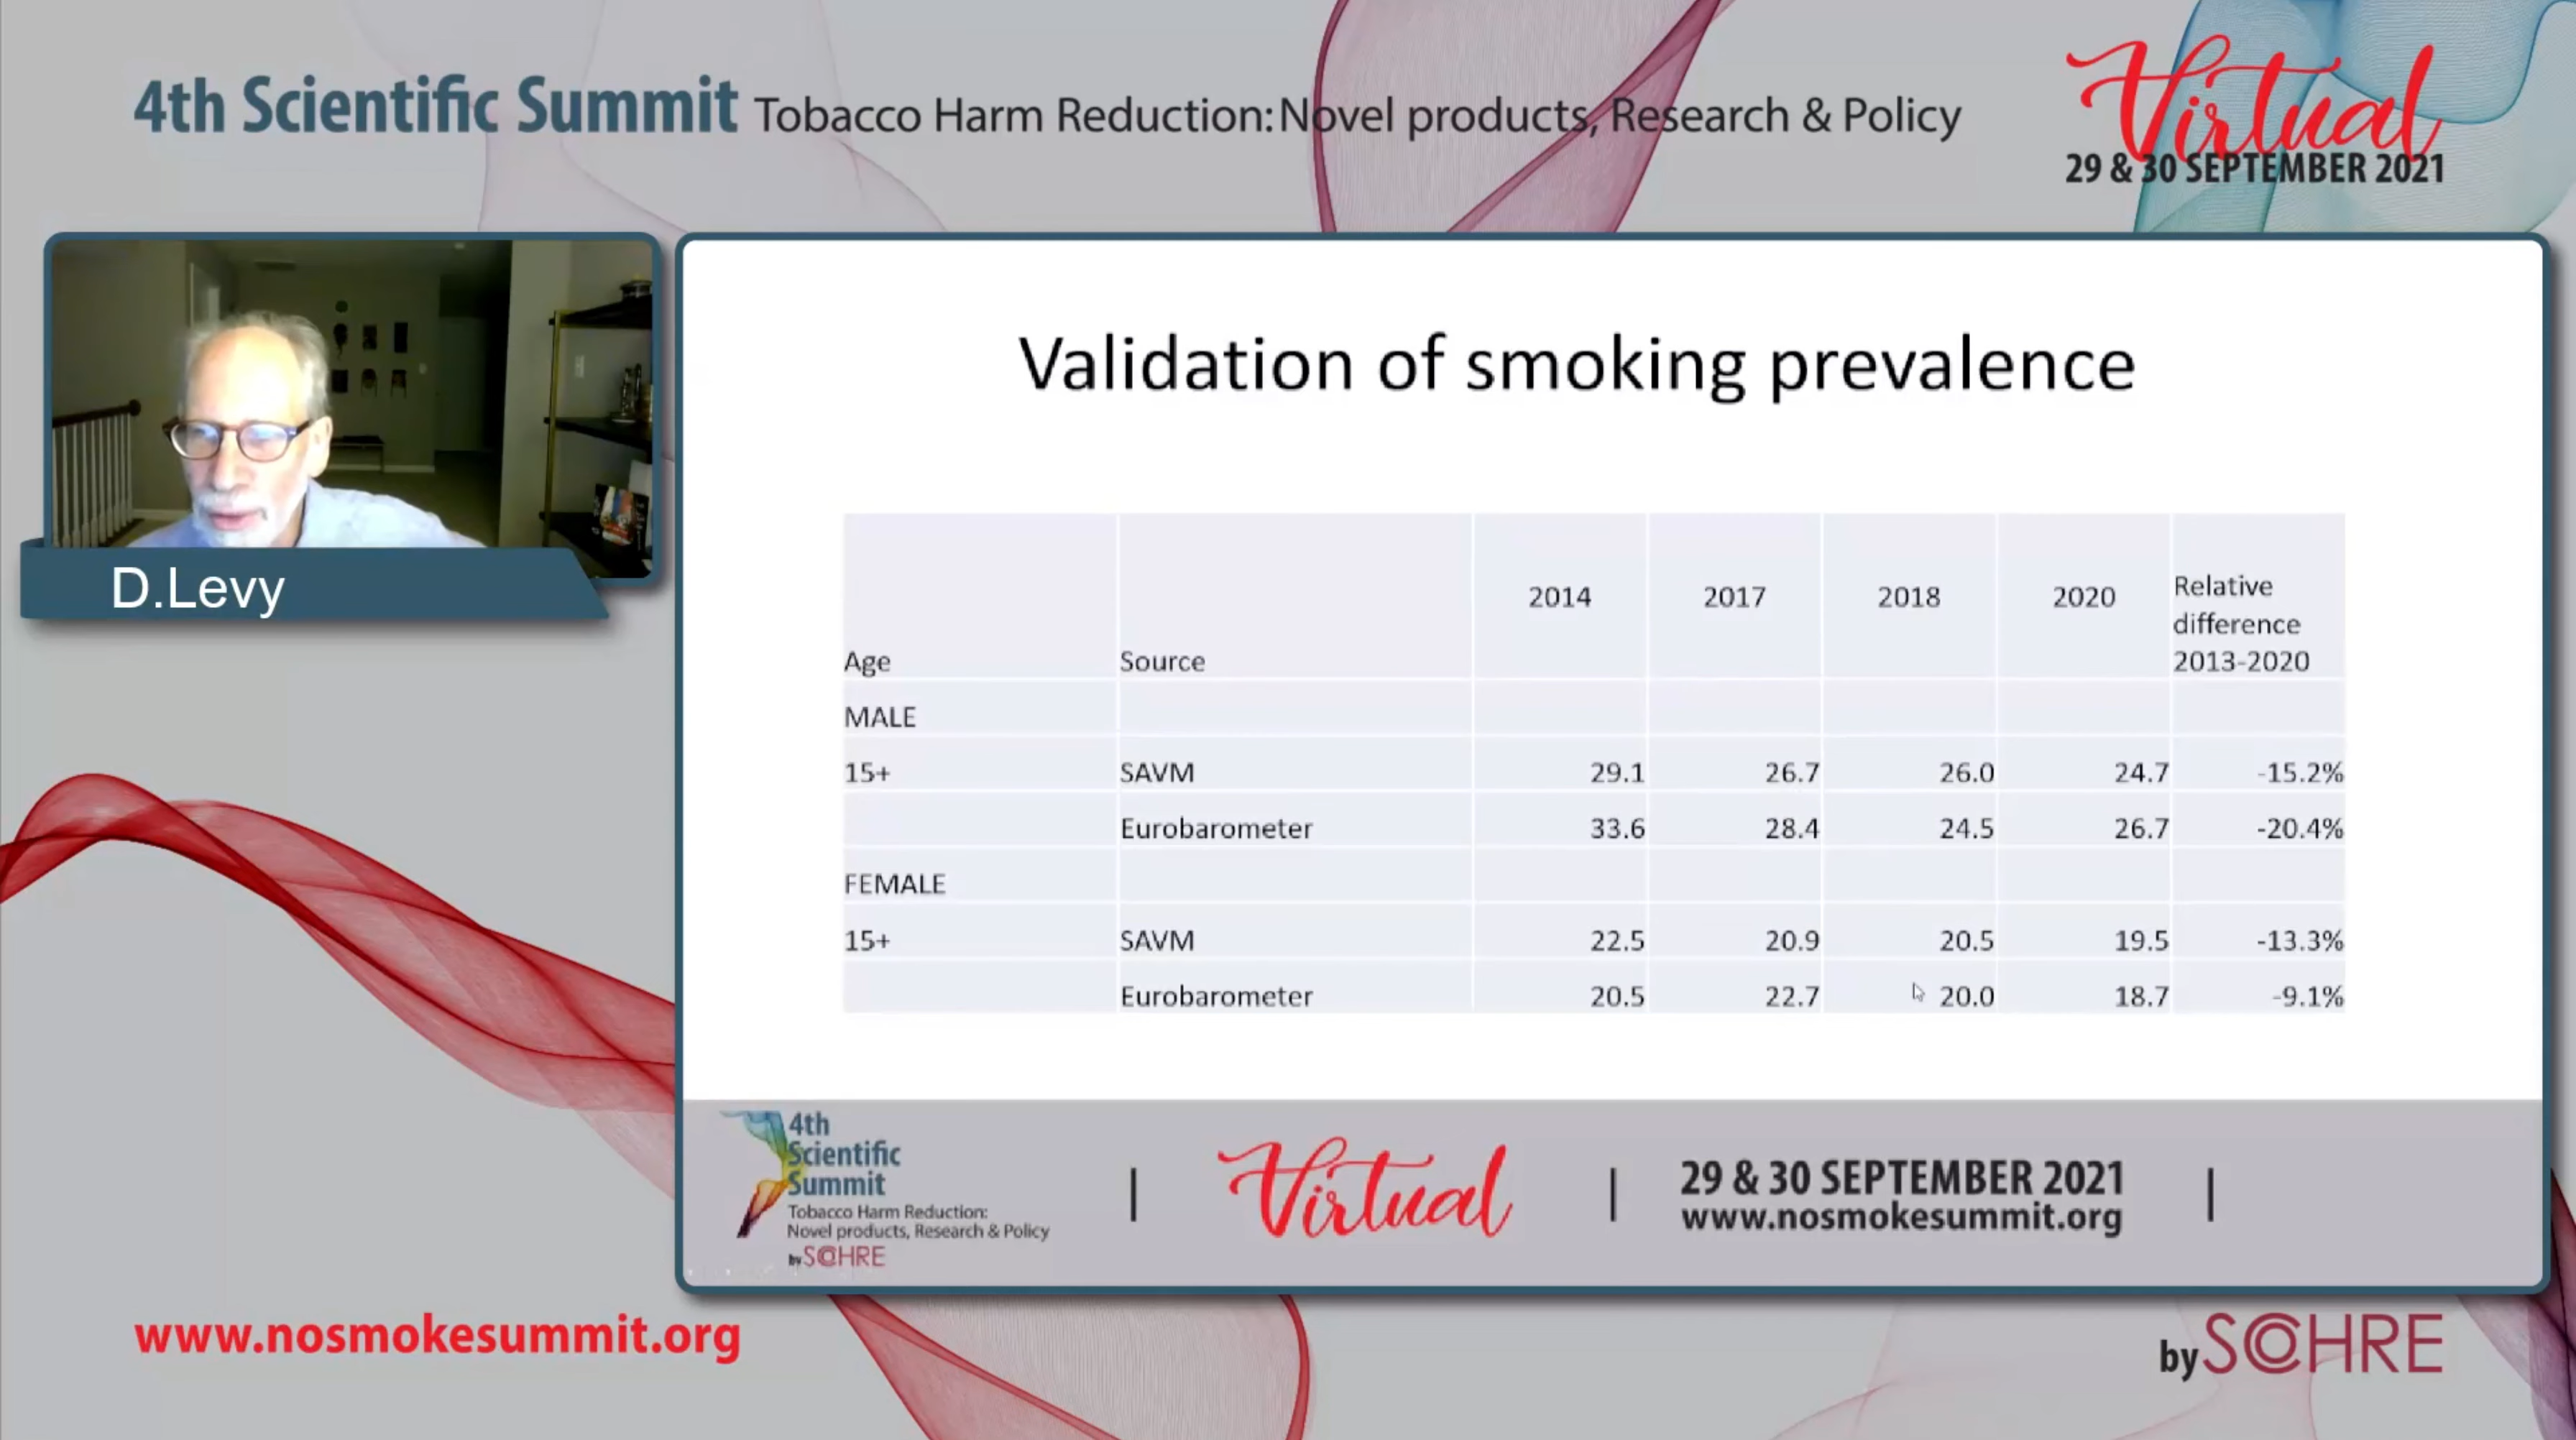 4th Scientific Summit Tobacco Harm Reduction: Novel products, Research & Policy
Virtual
29 & 30 SEPTEMBER 2021
D.Levy
Validation of smoking prevalence
Age Source 2014 2017 2018 2020 Relative difference 2013-2020
MALE
15+ SAVM 29.1 26.7 26.0 24.7 -15.2%
Eurobarometer 33.6 28.4 24.5 26.7 -20.4%
FEMALE
15+ SAVM 22.5 20.9 20.5 19.5 -13.3%
Eurobarometer 20.5 22.7 20.0 18.7 -9.1%
4th
Scientific
Summit
Tobacco Harm Reduction:
Novel products, Research & Policy
by SCOHRE
Virtual
29 & 30 SEPTEMBER 2021
www.nosmokesummit.org
www.nosmokesummit.org
by SCOHRE